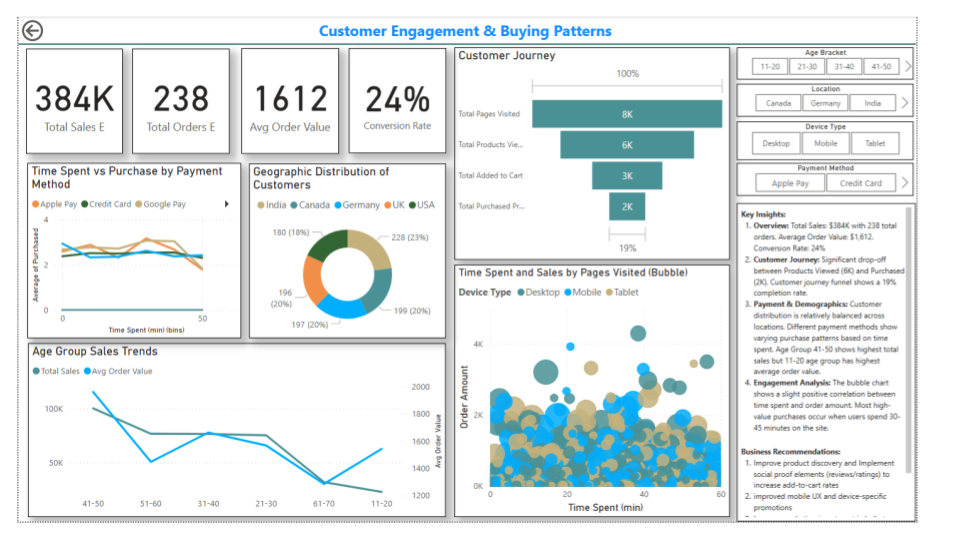 Customer Engagement & Buying Patterns
384K
Total Sales E
238
Total Orders E
1612
Avg Order Value
24%
Conversion Rate
Customer Journey
100%
Total Pages Visited
8K
Total Products Vie...
6K
Total Added to Cart
3K
Total Purchased Pr...
2K
19%
Age Bracket
11-20
21-30
31-40
41-50
Location
Canada
Germany
India
Device Type
Desktop
Mobile
Tablet
Payment Method
Apple Pay
Credit Card
Time Spent vs Purchase by Payment
Method
Apple Pay
Credit Card
Google Pay
Average of Purchased
4
2
0
0
50
Time Spent (min) (bins)
Geographic Distribution of
Customers
India
Canada
Germany
UK
USA
180 (18%)
228 (23%)
196
(20%)
197 (20%)
199 (20%)
Age Group Sales Trends
Total Sales
Avg Order Value
100K
50K
2000
1800
1600
1400
1200
Avg Order Value
41-50
51-60
31-40
21-30
61-70
11-20
Time Spent and Sales by Pages Visited (Bubble)
Device Type
Desktop
Mobile
Tablet
Order Amount
4K
2K
0K
0
20
40
60
Time Spent (min)
Key Insights:
1. Overview: Total Sales: $384K with 238 total
orders. Average Order Value: $1,612.
Conversion Rate: 24%
2. Customer Journey: Significant drop-off
between Products Viewed (6K) and Purchased
(2K). Customer journey funnel shows a 19%
completion rate.
3. Payment & Demographics: Customer
distribution is relatively balanced across
locations. Different payment methods show
varying purchase patterns based on time
spent. Age Group 41-50 shows highest total
sales but 11-20 age group has highest
average order value.
4. Engagement Analysis: The bubble chart
shows a slight positive correlation between
time spent and order amount. Most high-
value purchases occur when users spend 30-
45 minutes on the site.
Business Recommendations:
1. Improve product discovery and Implement
social proof elements (reviews/ratings) to
increase add-to-cart rates
2. improved mobile UX and device-specific
promotions